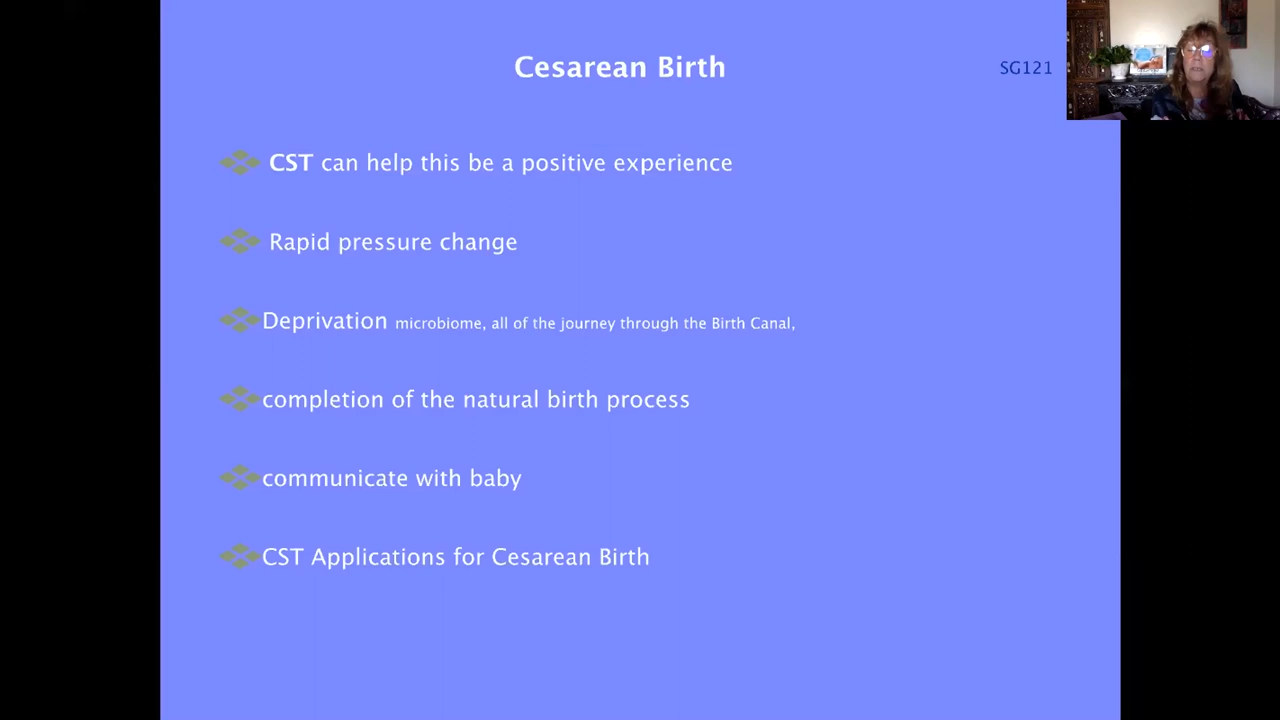 Cesarean Birth
SG121
CST can help this be a positive experience
Rapid pressure change
Deprivation microbiome, all of the journey through the Birth Canal,
completion of the natural birth process
communicate with baby
CST Applications for Cesarean Birth